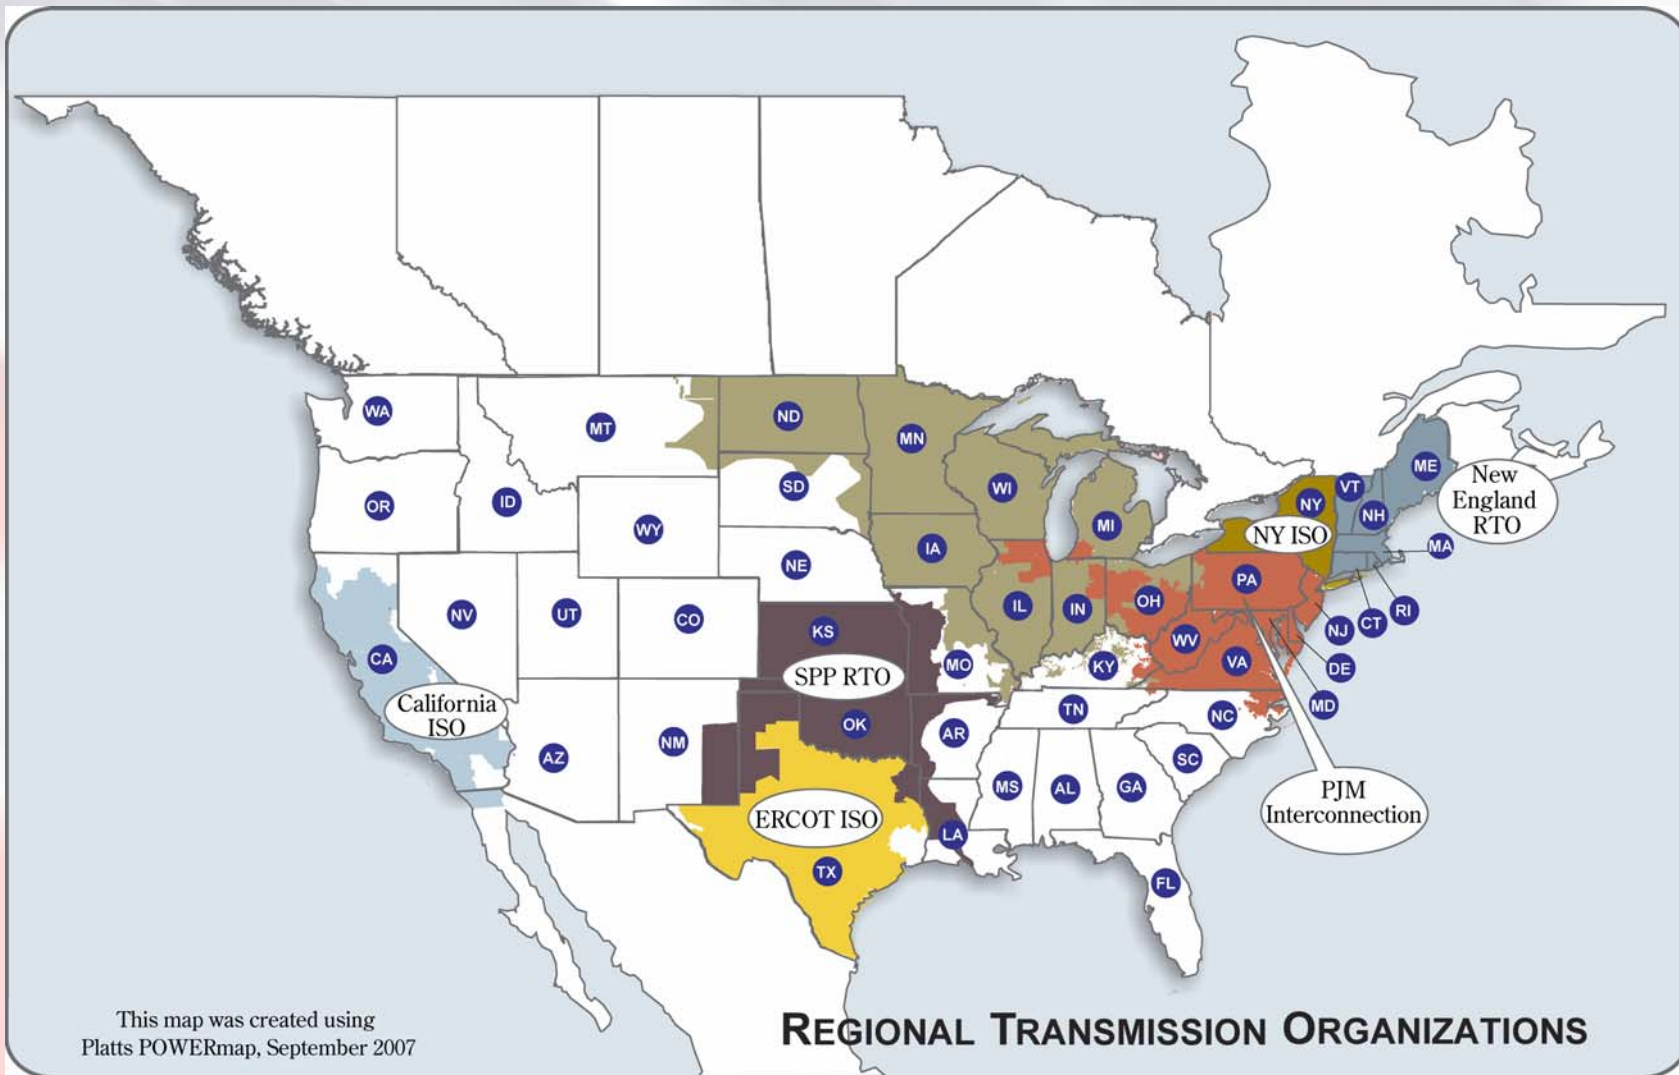 WA
MT
ND
MN
ME
VT
New
England
RTO
OR
ID
SD
WI
NY
NH
WY
MI
NY ISO
MA
IA
NE
PA
NV
UT
CO
IL
IN
OH
RI
CT
NJ
KS
WV
CA
SPP RTO
MO
KY
VA
DE
California
ISO
MD
TN
NC
OK
NM
AR
AZ
SC
MS
AL
GA
PJM
Interconnection
ERCOT ISO
LA
TX
FL
This map was created using
Platts POWERmap, September 2007
REGIONAL TRANSMISSION ORGANIZATIONS